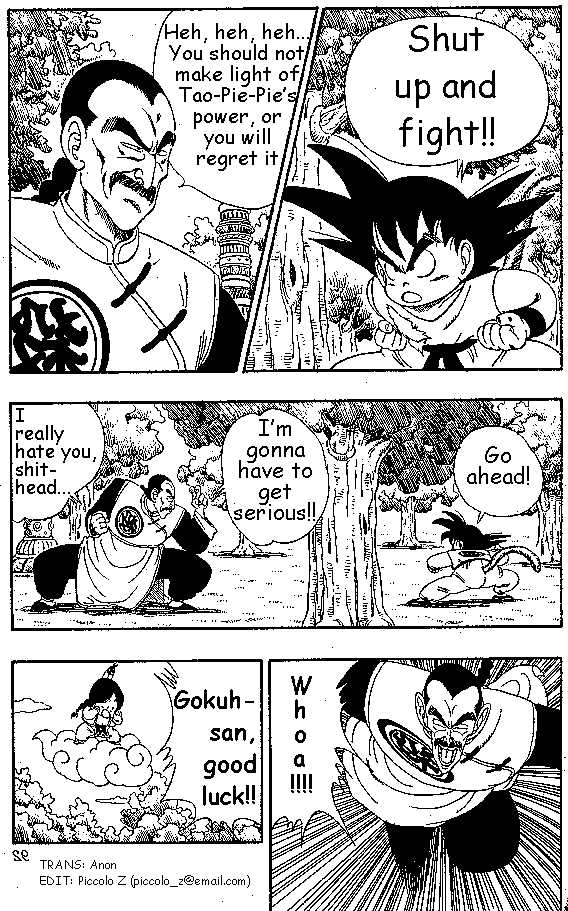 Heh, heh, heh...
You should not
make light of
Tao-Pie-Pie's
power, or
you will
regret it
Shut
up and
fight!!
I
really
hate you,
shit-
head...
I'm
gonna
have to
get
serious!!
Go
ahead!
Gokuh-
san,
good
luck!!
Whoa!!!!
TRANS: Anon
EDIT: Piccolo Z (piccolo_z@email.com)